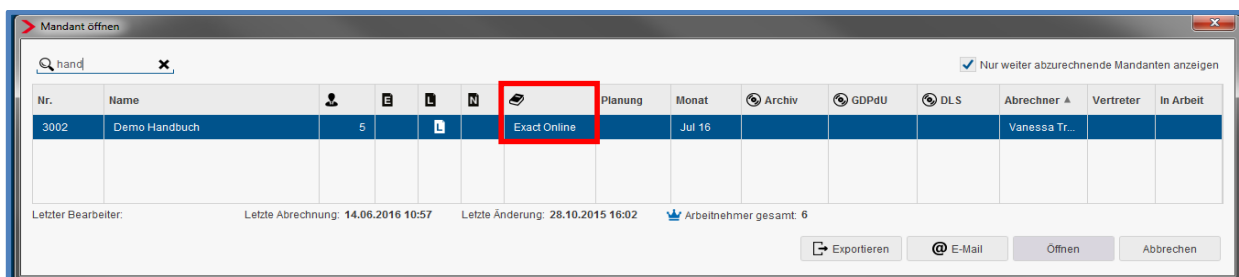 Mandant öffnen
hand
Nur weiter abzurechnende Mandanten anzeigen
Nr. Name E L N Planung Monat Archiv GDPdU DLS Abrechner Vertreter In Arbeit
3002 Demo Handbuch 5 L Exact Online Jul 16 Vanessa Tr...
Letzter Bearbeiter: Letzte Abrechnung: 14.06.2016 10:57 Letzte Änderung: 28.10.2015 16:02 Arbeitnehmer gesamt: 6
Exportieren @ E-Mail Öffnen Abbrechen